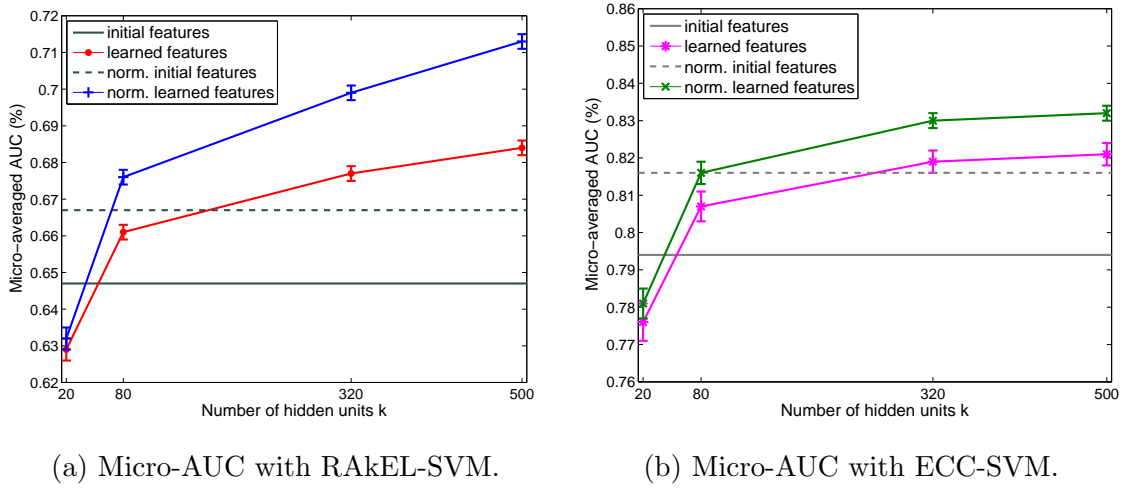 0.72
0.71
0.7
0.69
0.68
0.67
0.66
0.65
0.64
0.63
0.62
Micro−averaged AUC (%)
initial features
learned features
norm. initial features
norm. learned features
20
80
320
500
Number of hidden units k
(a) Micro-AUC with RAkEL-SVM.
0.86
0.85
0.84
0.83
0.82
0.81
0.8
0.79
0.78
0.77
0.76
Micro−averaged AUC (%)
initial features
learned features
norm. initial features
norm. learned features
20
80
320
500
Number of hidden units k
(b) Micro-AUC with ECC-SVM.